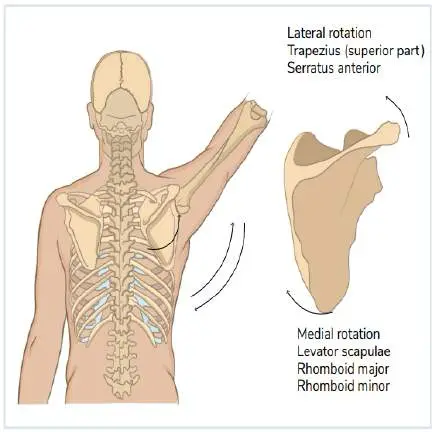 Lateral rotation
Trapezius (superior part)
Serratus anterior
Medial rotation
Levator scapulae
Rhomboid major
Rhomboid minor